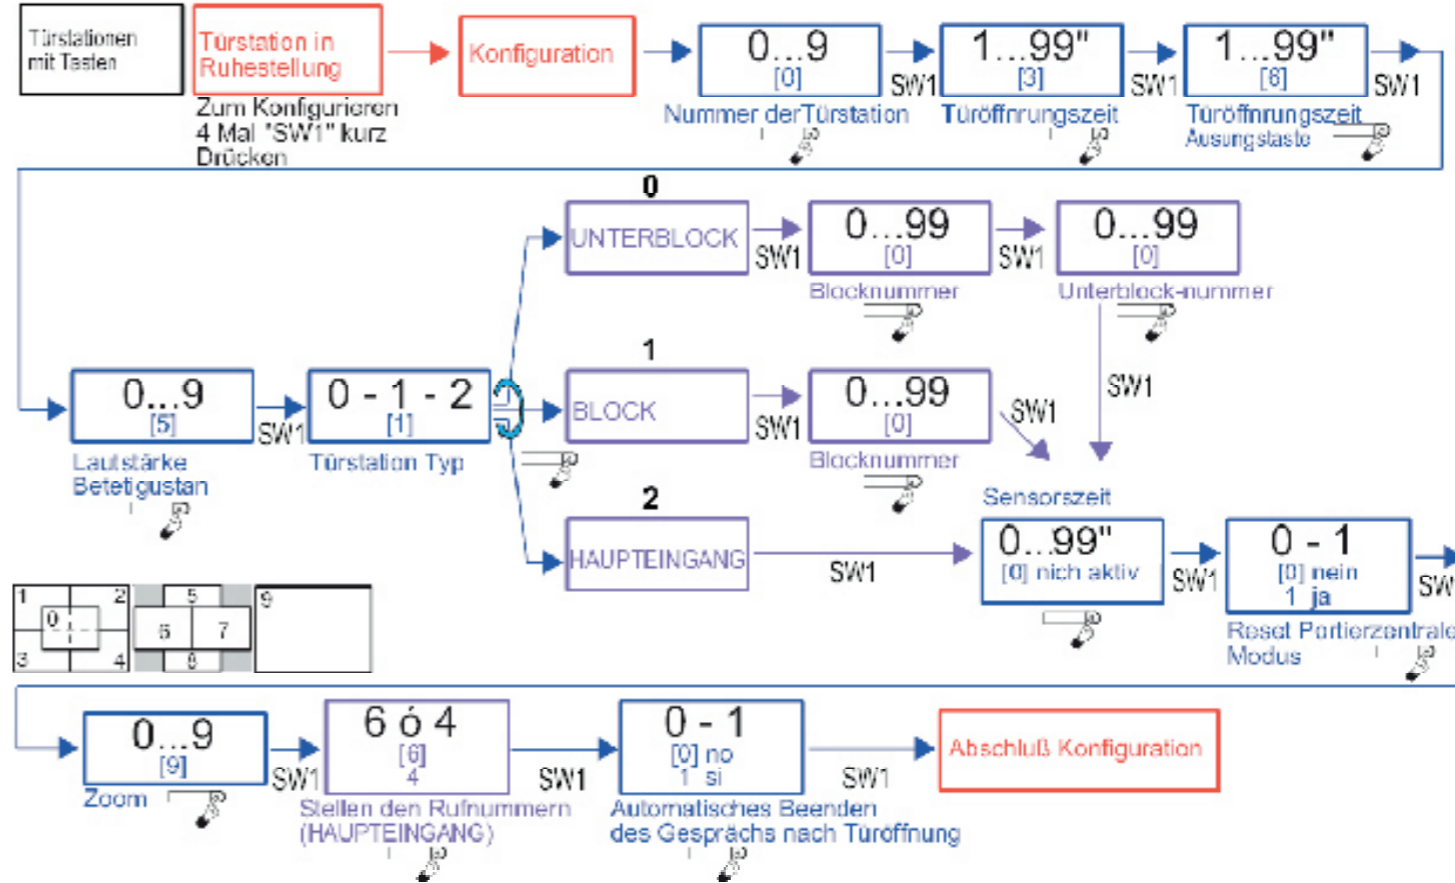 Türstationen
mit Tasten
Türstation in
Ruhestellung
Zum Konfigurieren
4 Mal "SW1" kurz
Drücken
Konfiguration
0...9
[0]
Nummer derTürstation
SW1
1...99"
[3]
Türöffnrungszeit
SW1
1...99"
[6]
Türöffnrungszeit
Ausungstaste
SW1
0
UNTERBLOCK
SW1
0...99
[0]
Blocknummer
SW1
0...99
[0]
Unterblock-nummer
SW1
0...9
[5]
Lautstärke
Betetigustan
SW1
0 - 1 - 2
[1]
Türstation Typ
1
BLOCK
SW1
0...99
[0]
Blocknummer
SW1
2
HAUPTEINGANG
SW1
Sensorszeit
0...99"
[0] nich aktiv
SW1
0 - 1
[0] nein
1 ja
Reset Portierzentrale
Modus
SW
1 2
0
3 4
5
6 7
8
9
0...9
[9]
Zoom
SW1
6 ó 4
[6]
4
Stellen den Rufnummern
(HAUPTEINGANG)
SW1
0 - 1
[0] no
1 si
Automatisches Beenden
des Gesprächs nach Türöffnung
SW1
Abschluß Konfiguration